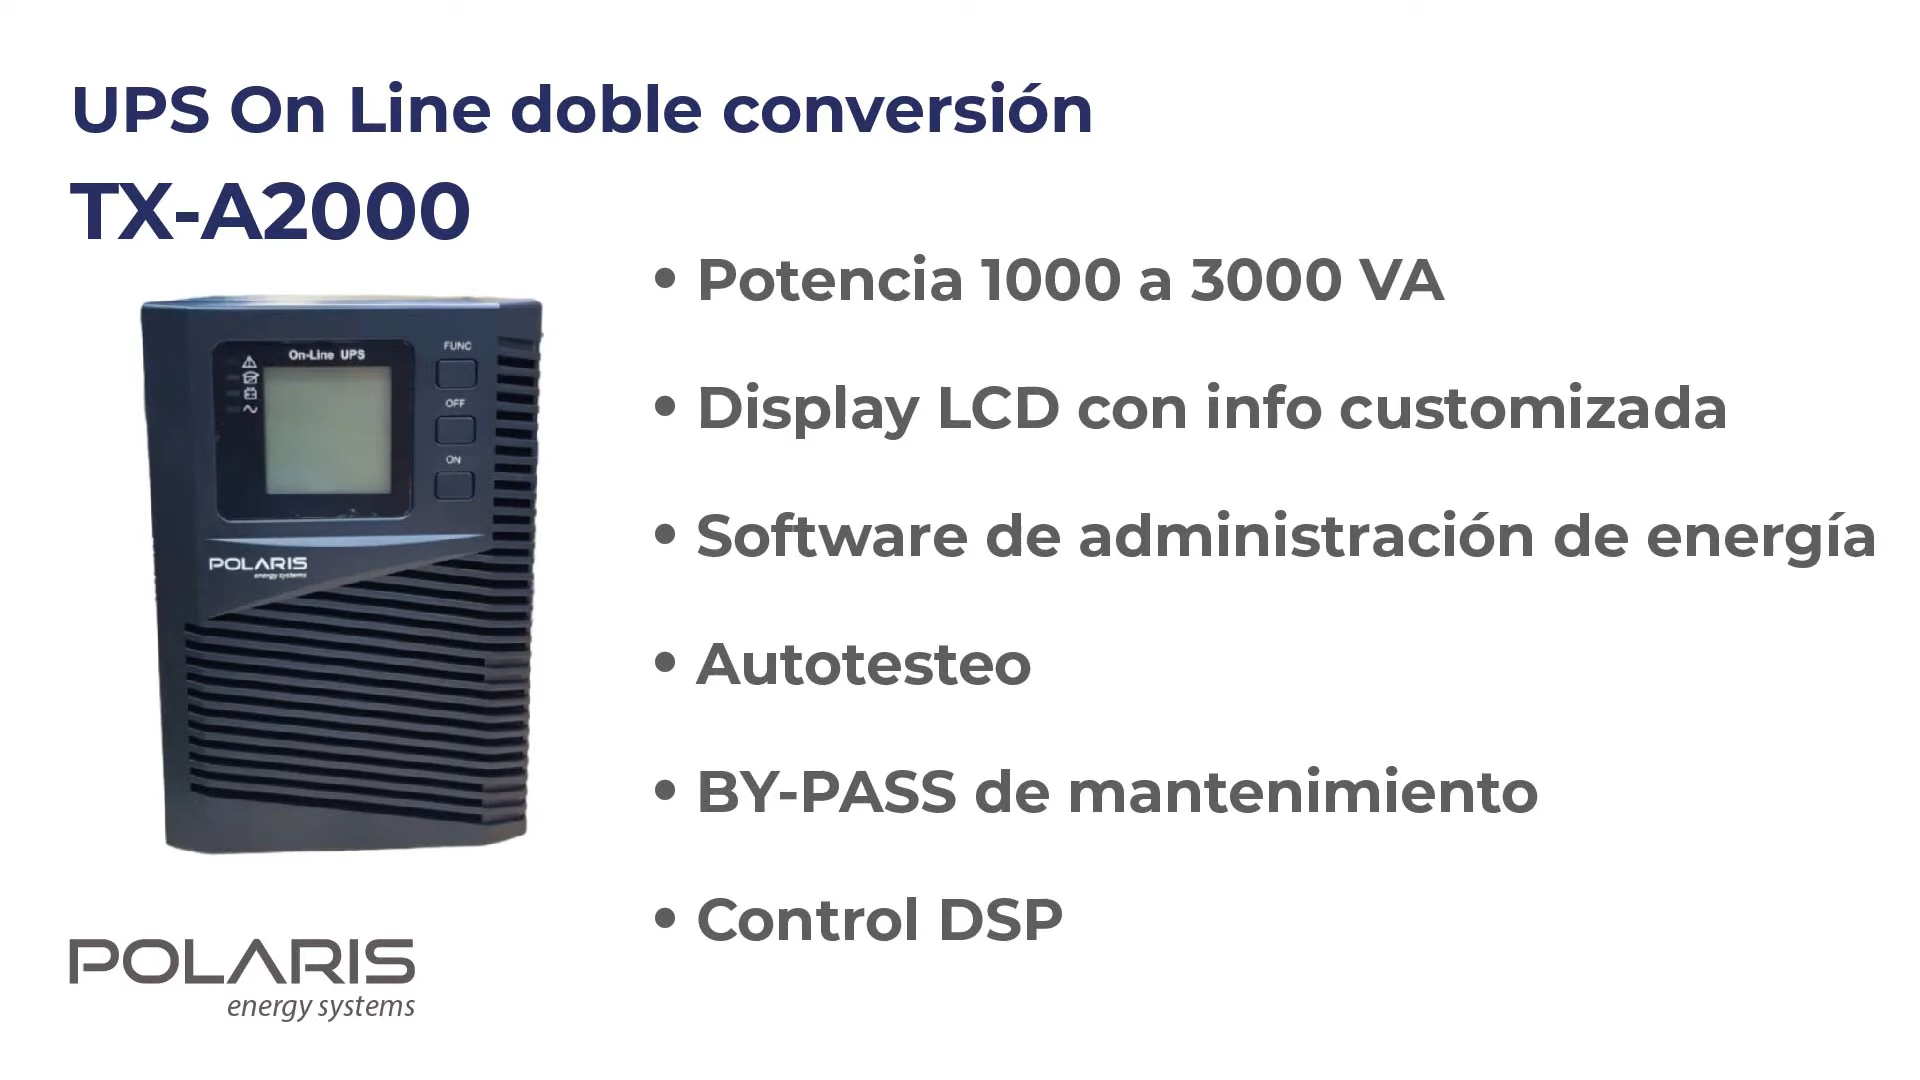 UPS On Line doble conversión
TX-A2000
• Potencia 1000 a 3000 VA
• Display LCD con info customizada
• Software de administración de energía
• Autotesteo
• BY-PASS de mantenimiento
• Control DSP
On-Line UPS
FUNC
OFF
ON
POLARIS
energy systems
POLARIS
energy systems